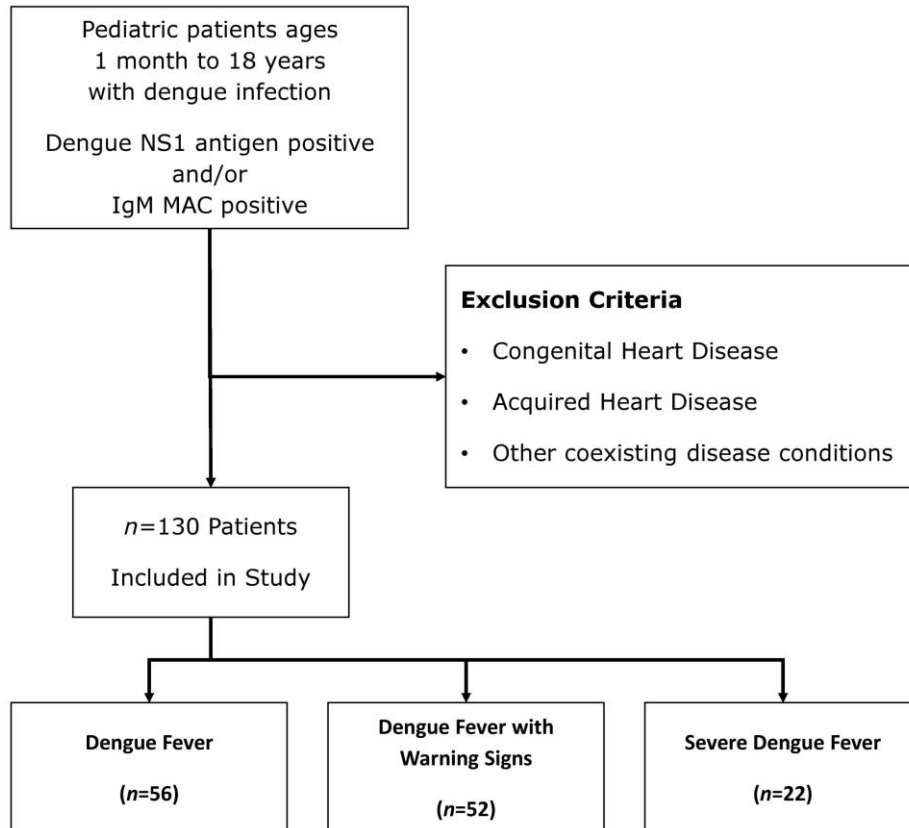 Pediatric patients ages
1 month to 18 years
with dengue infection
Dengue NS1 antigen positive
and/or
IgM MAC positive
Exclusion Criteria
• Congenital Heart Disease
• Acquired Heart Disease
• Other coexisting disease conditions
n=130 Patients
Included in Study
Dengue Fever
(n=56)
Dengue Fever with
Warning Signs
(n=52)
Severe Dengue Fever
(n=22)